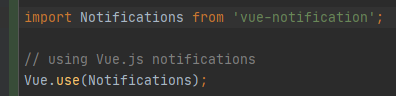 import Notifications from 'vue-notification';
// using Vue.js notifications
Vue.use(Notifications);